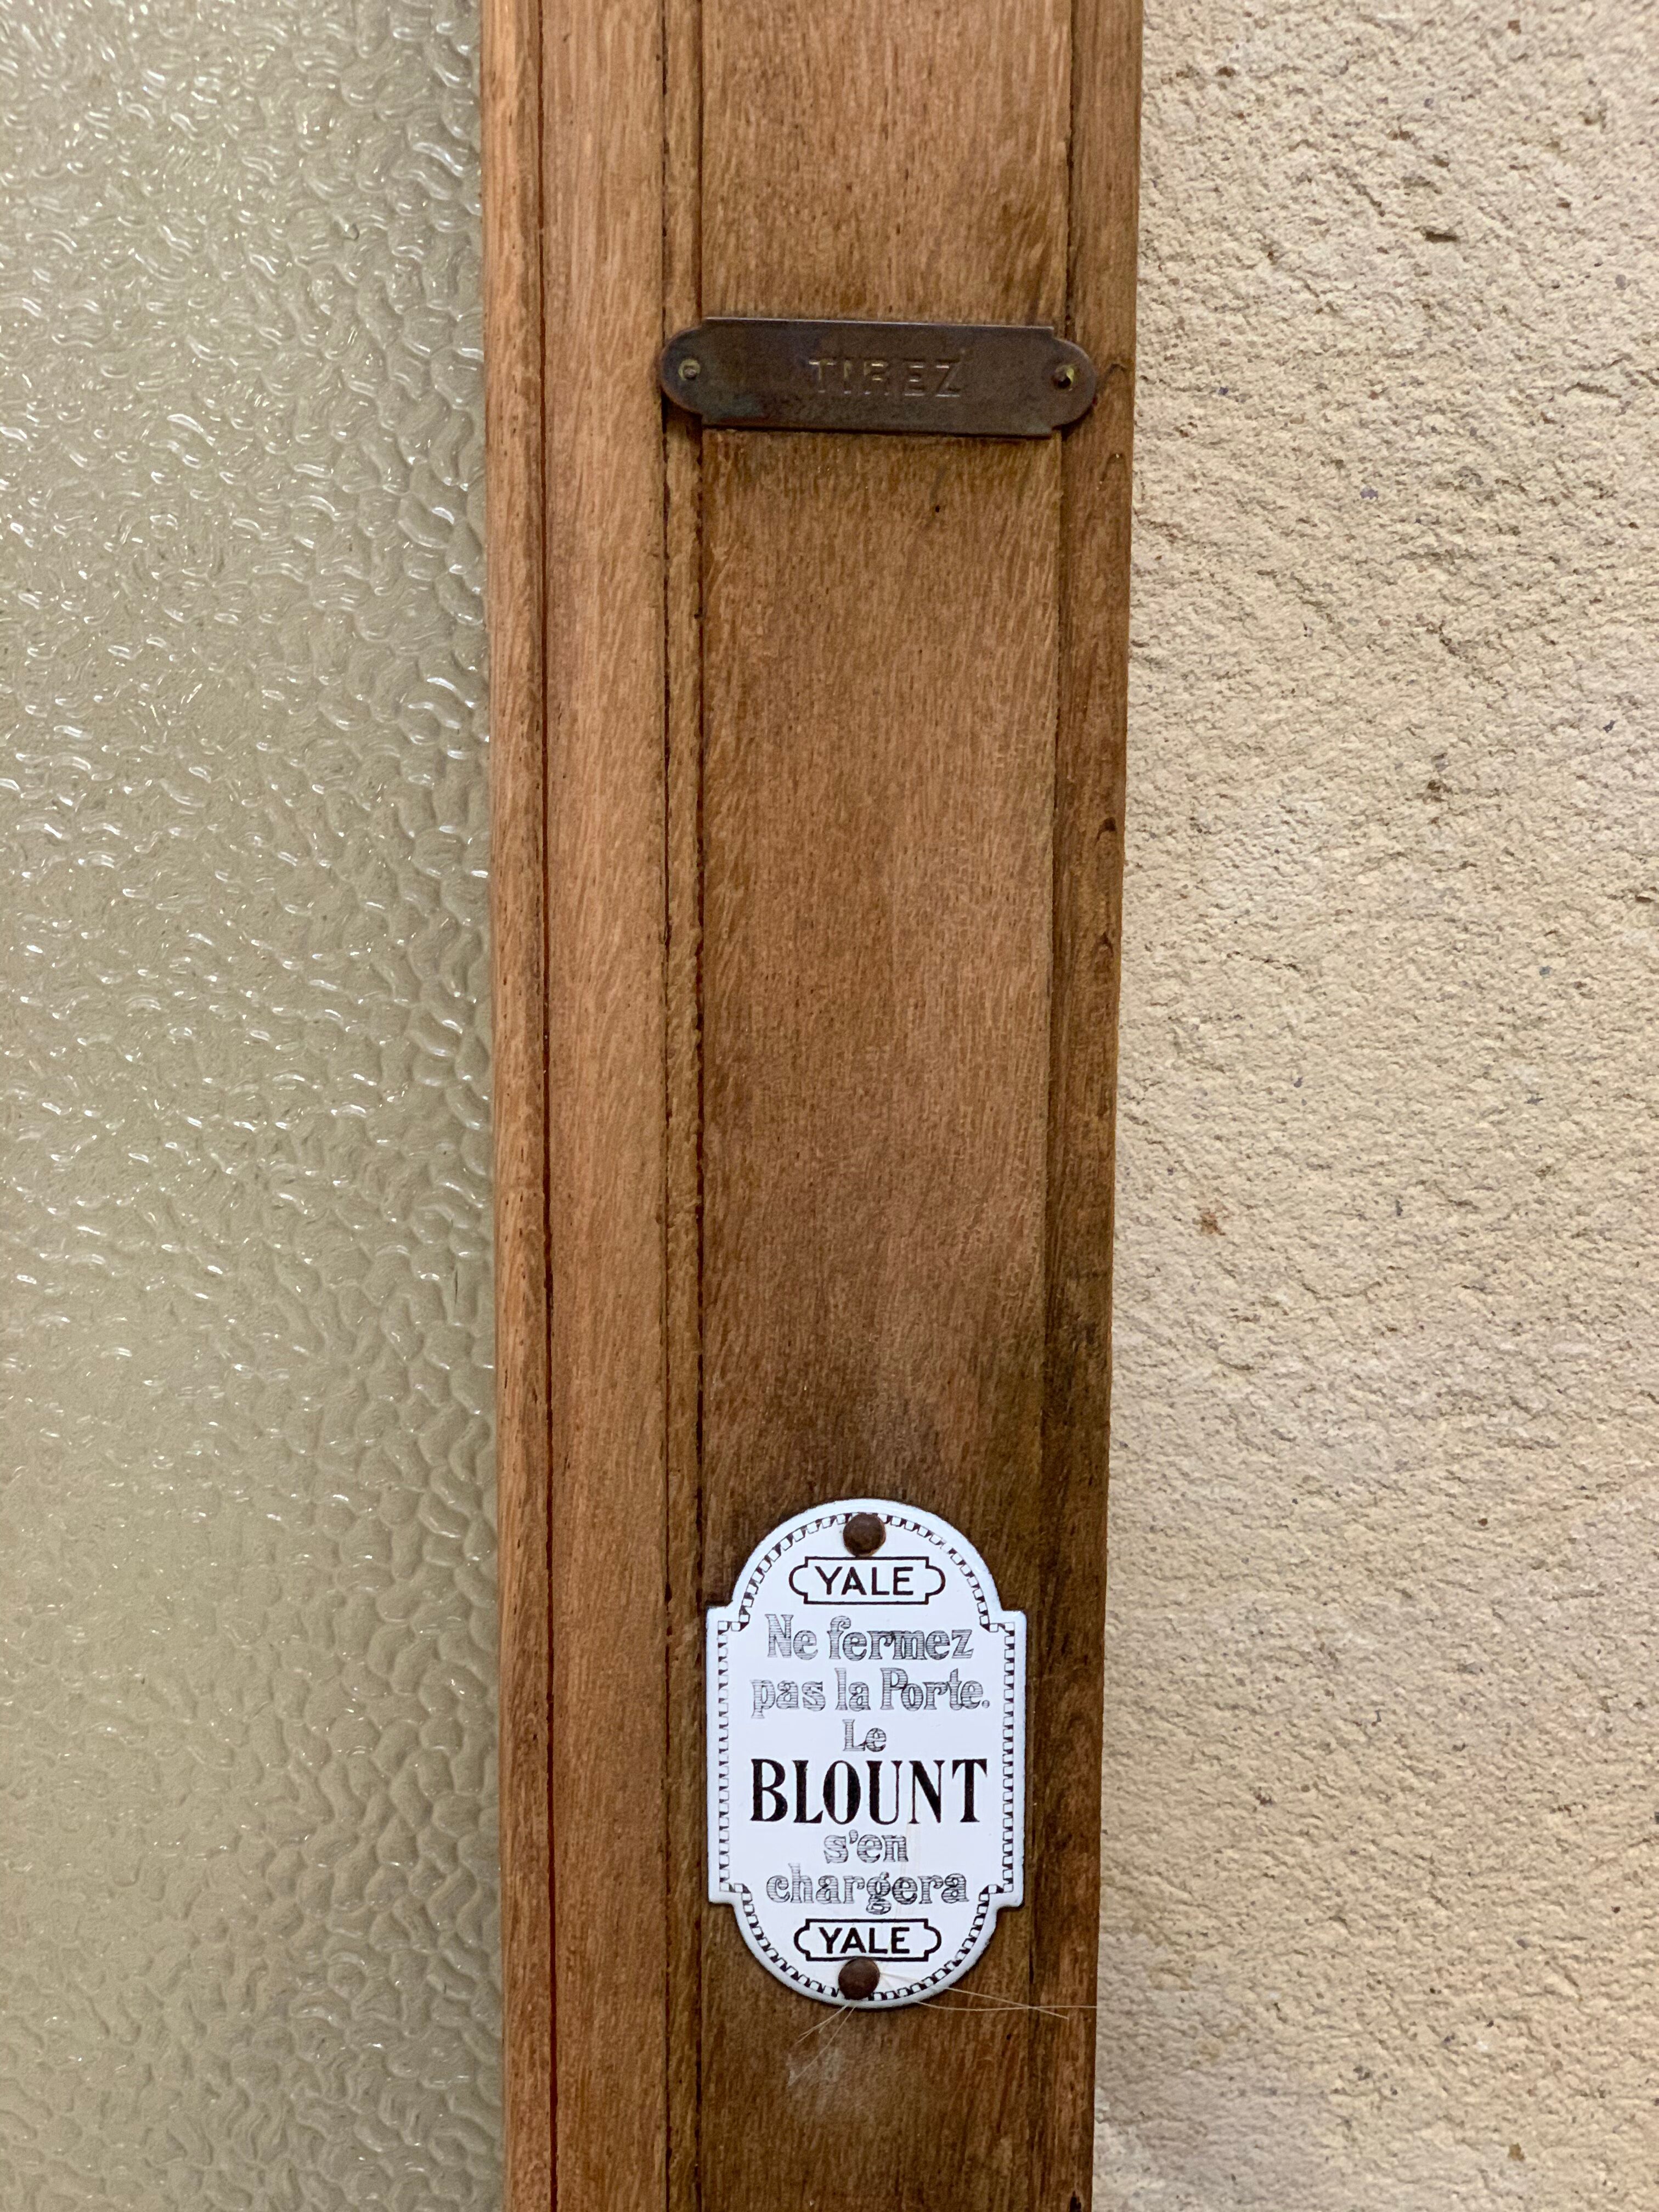 TIREZ
YALE
Ne fermez
pas la Porte.
Le
BLOUNT
s'en
chargera
YALE